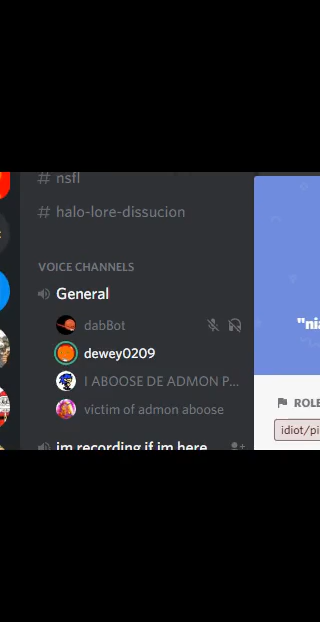 # nsfl
# halo-lore-dissucion
VOICE CHANNELS
General
dabBot
dewey0209
I ABOOSE DE ADMON P...
victim of admon aboose
im recording if im here
"nia
ROLE
idiot/pi